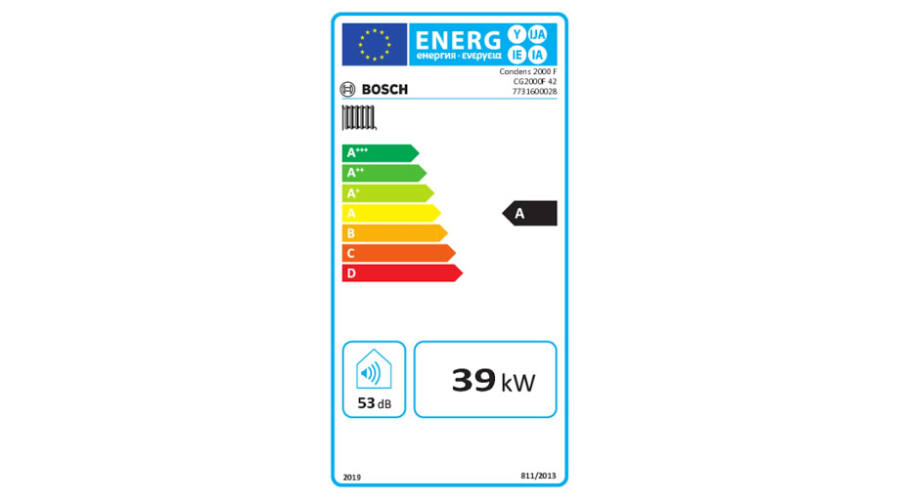 ENERG Y IJA
енергия · ενεργεια IE IA
Condens 2000 F
CG2000F 42
7731600028
BOSCH
A+++
A++
A+
A
A
B
C
D
53 dB
39 kW
2019
811/2013